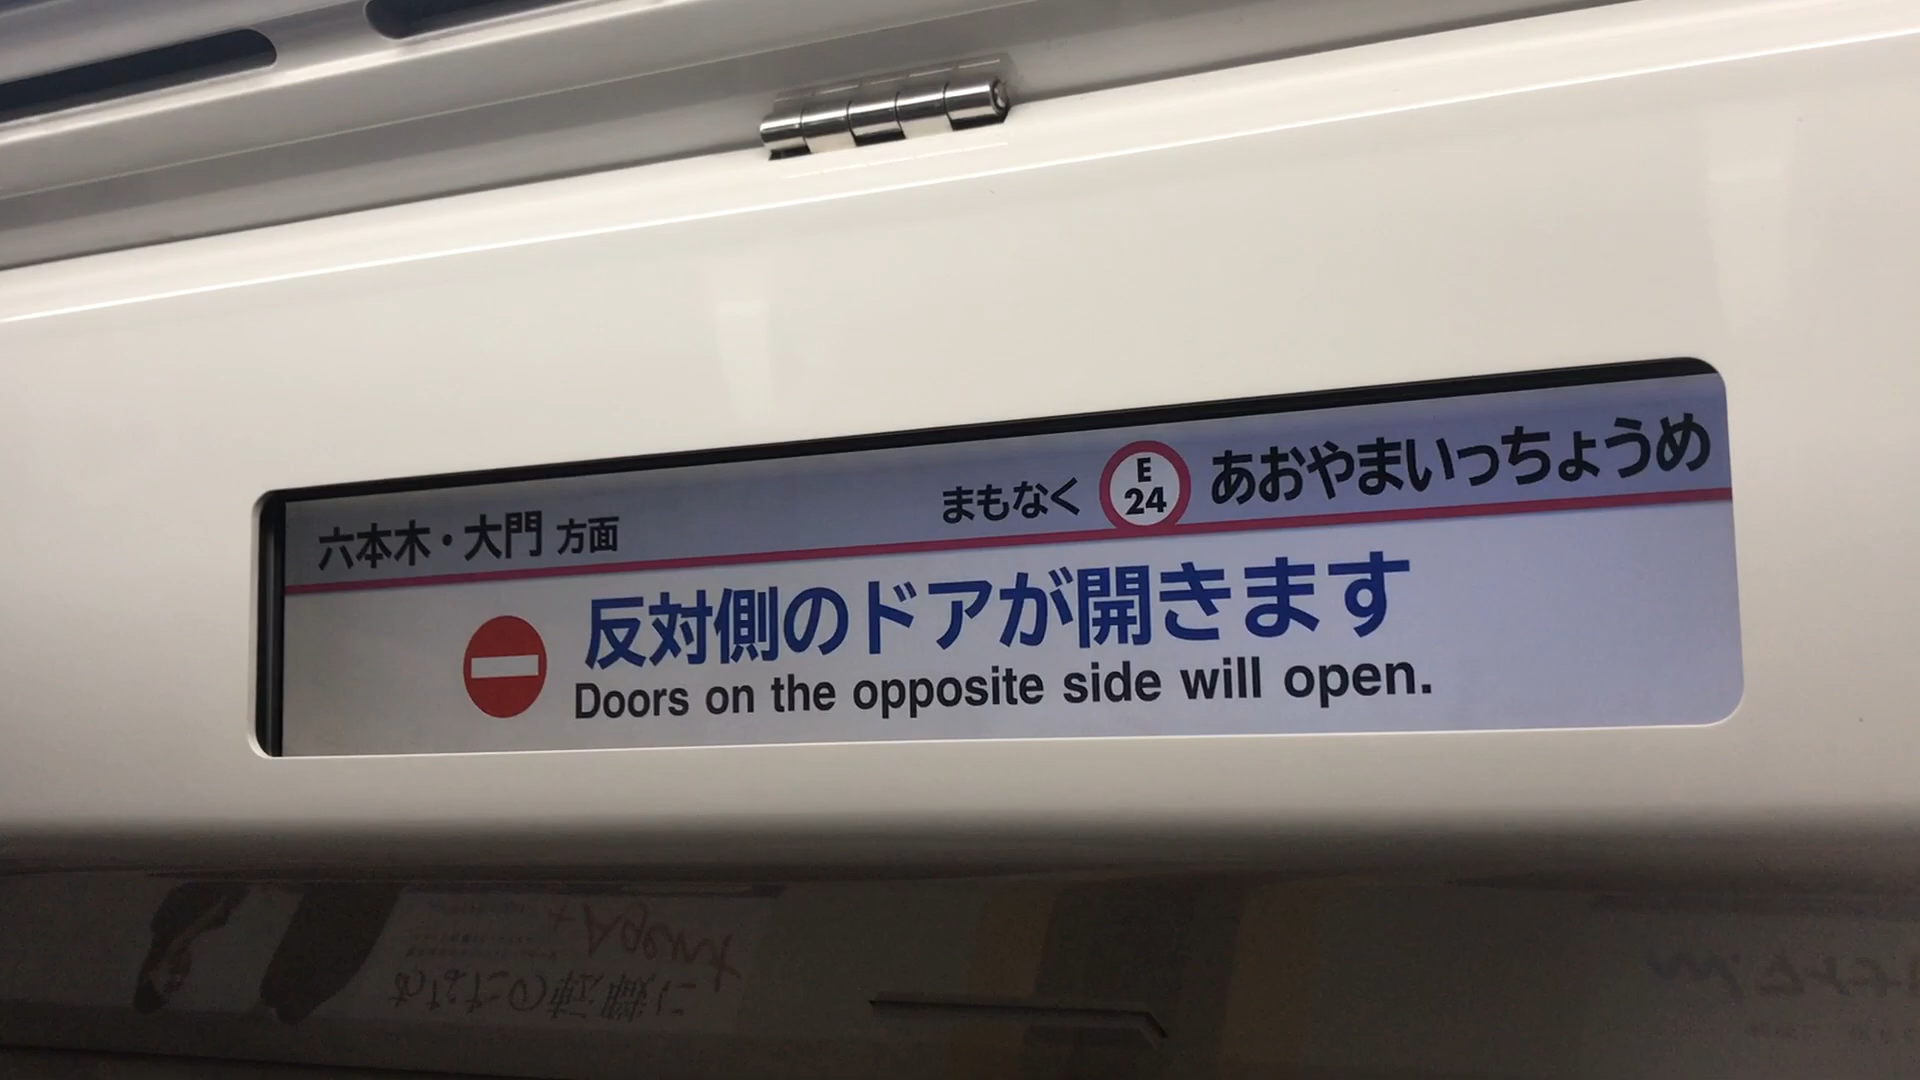 六本木・大門 方面
まもなく E 24 あおやまいっちょうめ
反対側のドアが開きます
Doors on the opposite side will open.